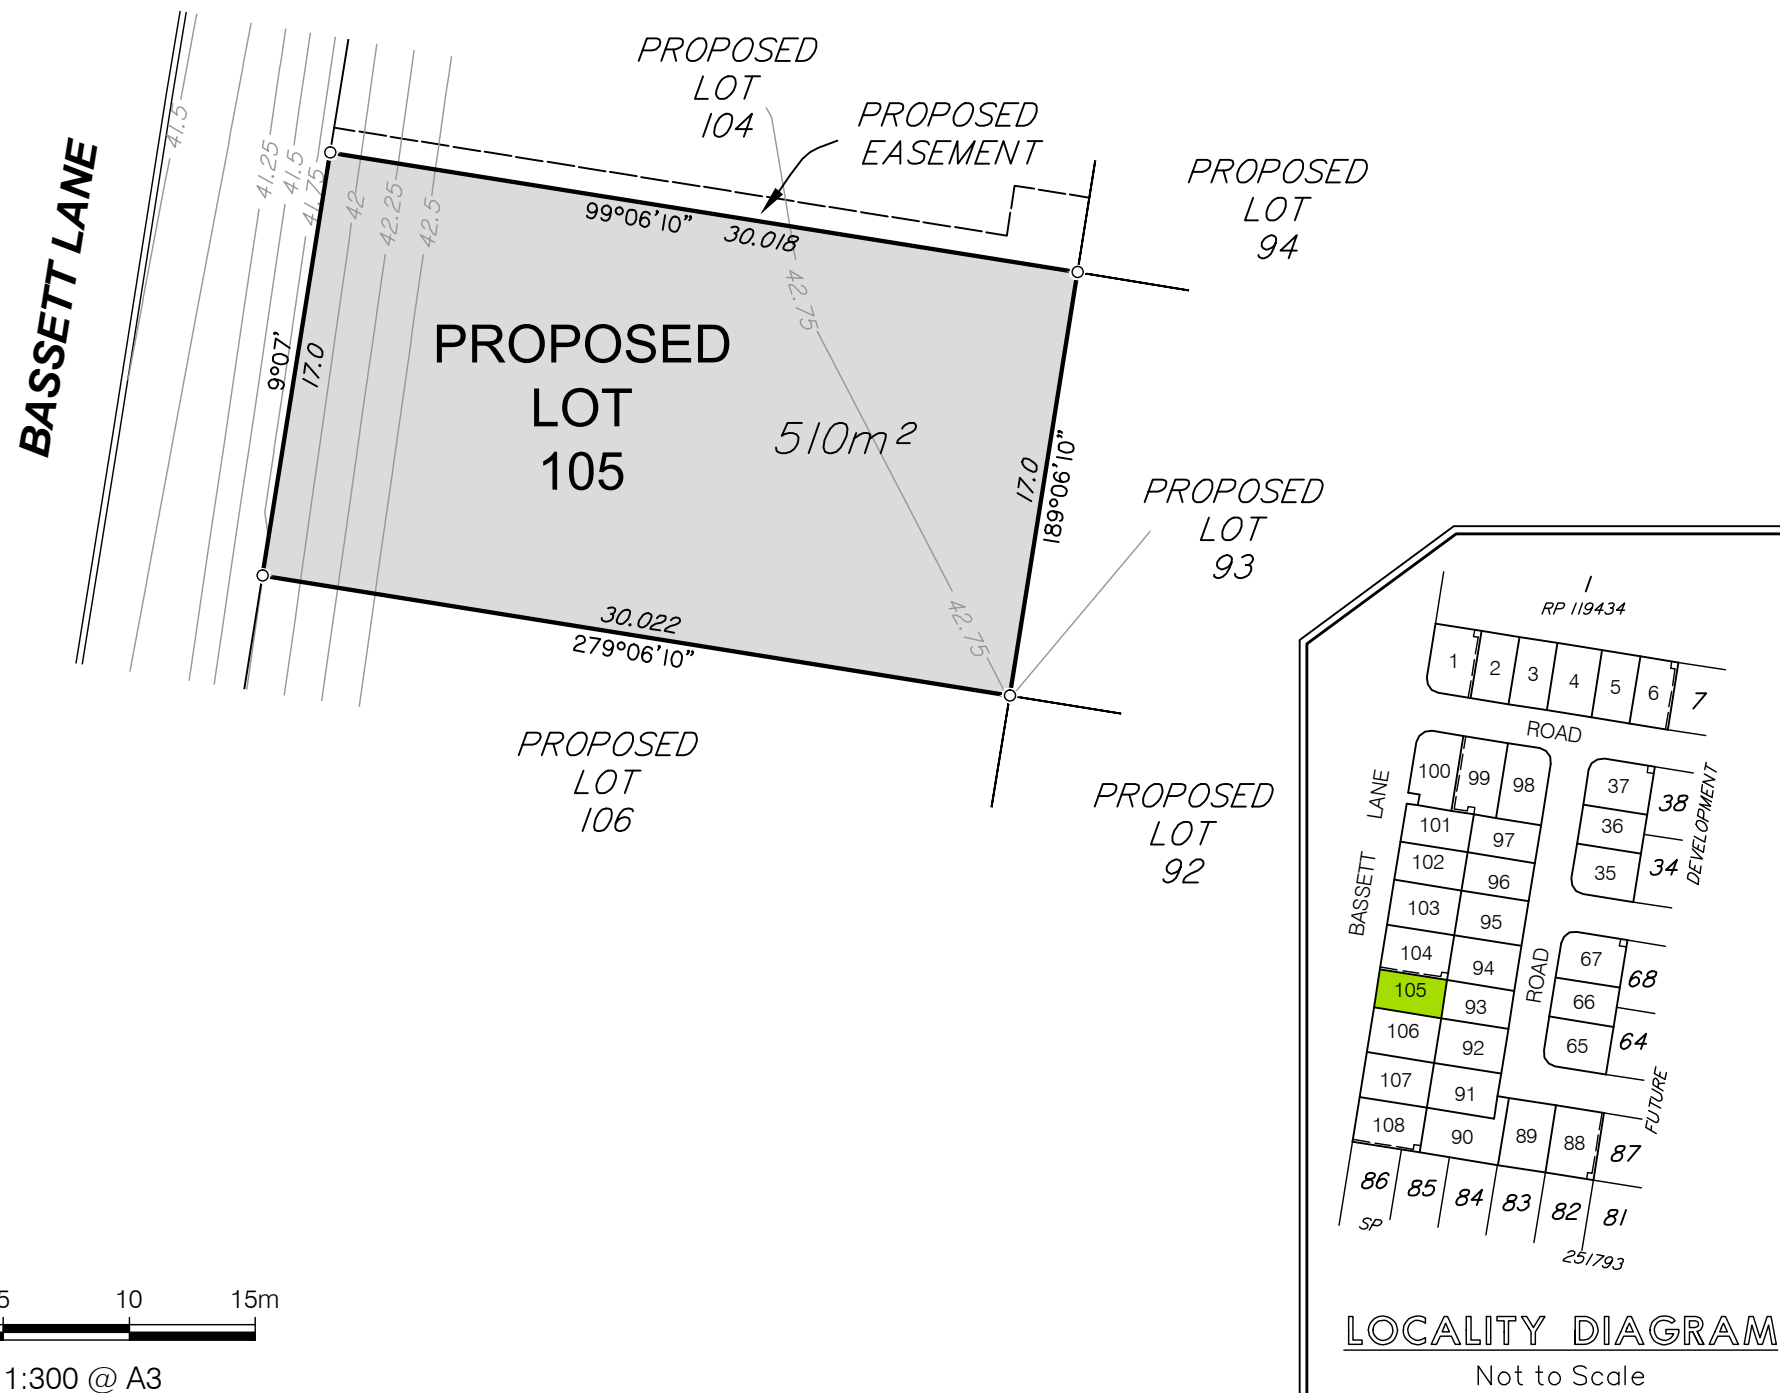 BASSETT LANE
41.5
41.25
41.5
41.75
42
42.25
42.5
PROPOSED
LOT
104
PROPOSED
EASEMENT
PROPOSED
LOT
94
99°06'10"
30.018
42.75
9°07'
17.0
PROPOSED
LOT
105
510m²
17.0
189°06'10"
PROPOSED
LOT
93
42.75
30.022
279°06'10"
PROPOSED
LOT
106
PROPOSED
LOT
92
5 10 15m
1:300 @ A3
1
RP 119434
1 2 3 4 5 6 7
ROAD
100 99 98
37
38
36
34
35
DEVELOPMENT
BASSETT LANE
101
97
102
96
103
95
104
94
105
93
106
92
107
91
108
90
ROAD
67
68
66
64
65
FUTURE
89 88 87
86 85 84 83 82 81
SP
251793
LOCALITY DIAGRAM
Not to Scale